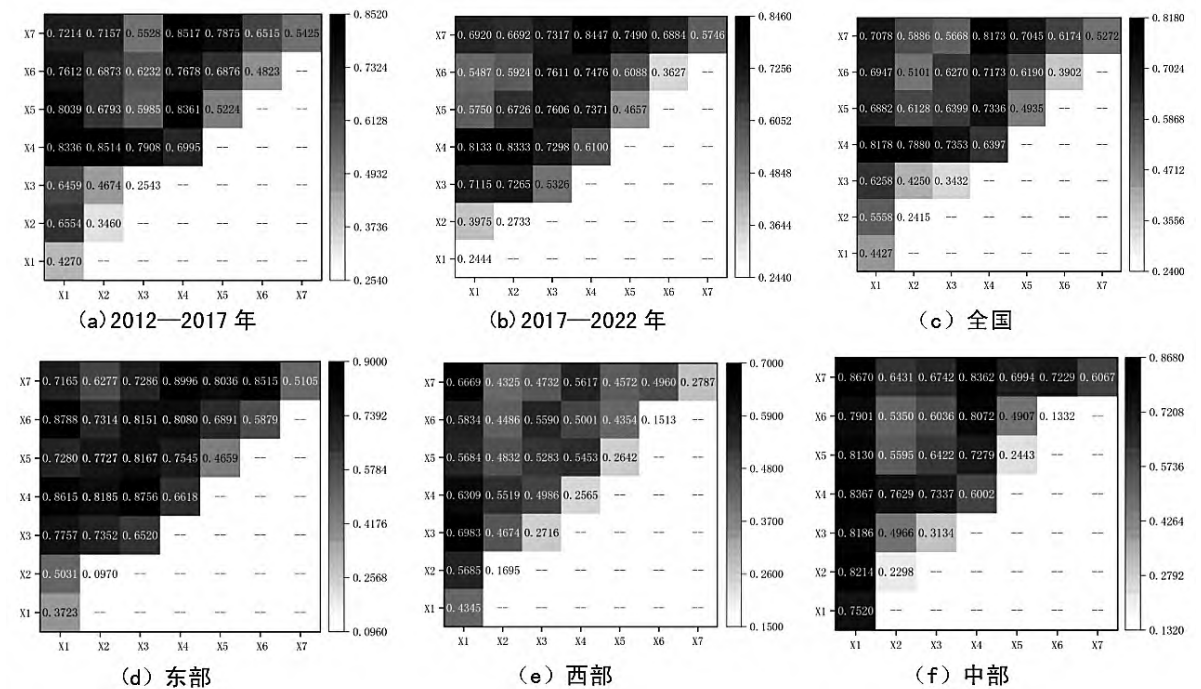 0.8520
X7 0.7214 0.7157 0.5528 0.8517 0.7875 0.6515 0.5425
0.7324
X6 0.7612 0.6873 0.6232 0.7678 0.6876 0.4823 --
X5 0.8039 0.6793 0.5985 0.8361 0.5224 -- --
0.6128
X4 0.8336 0.8514 0.7908 0.6995 -- -- --
0.4932
X3 0.6459 0.4674 0.2543 -- -- -- --
X2 0.6554 0.3460 -- -- -- -- --
0.3736
X1 0.4270 -- -- -- -- -- --
0.2540
X1 X2 X3 X4 X5 X6 X7
(a)2012—2017 年
0.8460
X7 0.6920 0.6692 0.7317 0.8447 0.7490 0.6884 0.5746
0.7256
X6 0.5487 0.5924 0.7611 0.7476 0.6088 0.3627 --
X5 0.5750 0.6726 0.7606 0.7371 0.4657 -- --
0.6052
X4 0.8133 0.8333 0.7298 0.6100 -- -- --
0.4848
X3 0.7115 0.7265 0.5326 -- -- -- --
X2 0.3975 0.2733 -- -- -- -- --
0.3644
X1 0.2444 -- -- -- -- -- --
0.2440
X1 X2 X3 X4 X5 X6 X7
(b)2017—2022 年
0.8180
X7 0.7078 0.5886 0.5668 0.8173 0.7045 0.6174 0.5272
0.7024
X6 0.6947 0.5101 0.6270 0.7173 0.6190 0.3902 --
X5 0.6882 0.6128 0.6399 0.7336 0.4935 -- --
0.5868
X4 0.8178 0.7880 0.7353 0.6397 -- -- --
0.4712
X3 0.6258 0.4250 0.3432 -- -- -- --
X2 0.5558 0.2415 -- -- -- -- --
0.3556
X1 0.4427 -- -- -- -- -- --
0.2400
X1 X2 X3 X4 X5 X6 X7
(c) 全国
0.9000
X7 0.7165 0.6277 0.7286 0.8996 0.8036 0.8515 0.5105
0.7392
X6 0.8788 0.7314 0.8151 0.8080 0.6891 0.5879 --
X5 0.7280 0.7727 0.8167 0.7545 0.4659 -- --
0.5784
X4 0.8615 0.8185 0.8756 0.6618 -- -- --
0.4176
X3 0.7757 0.7352 0.6520 -- -- -- --
X2 0.5031 0.0970 -- -- -- -- --
0.2568
X1 0.3723 -- -- -- -- -- --
0.0960
X1 X2 X3 X4 X5 X6 X7
(d) 东部
0.7000
X7 0.6669 0.4325 0.4732 0.5617 0.4572 0.4960 0.2787
0.5900
X6 0.5834 0.4486 0.5590 0.5001 0.4354 0.1513 --
X5 0.5684 0.4832 0.5283 0.5453 0.2642 -- --
0.4800
X4 0.6309 0.5519 0.4986 0.2565 -- -- --
0.3700
X3 0.6983 0.4674 0.2716 -- -- -- --
X2 0.5685 0.1695 -- -- -- -- --
0.2600
X1 0.4345 -- -- -- -- -- --
0.1500
X1 X2 X3 X4 X5 X6 X7
(e) 西部
0.8680
X7 0.8670 0.6431 0.6742 0.8362 0.6994 0.7229 0.6067
0.7208
X6 0.7901 0.5350 0.6036 0.8072 0.4907 0.1332 --
X5 0.8130 0.5595 0.6422 0.7279 0.2443 -- --
0.5736
X4 0.8367 0.7629 0.7337 0.6002 -- -- --
0.4264
X3 0.8186 0.4966 0.3134 -- -- -- --
X2 0.8214 0.2298 -- -- -- -- --
0.2792
X1 0.7520 -- -- -- -- -- --
0.1320
X1 X2 X3 X4 X5 X6 X7
(f) 中部